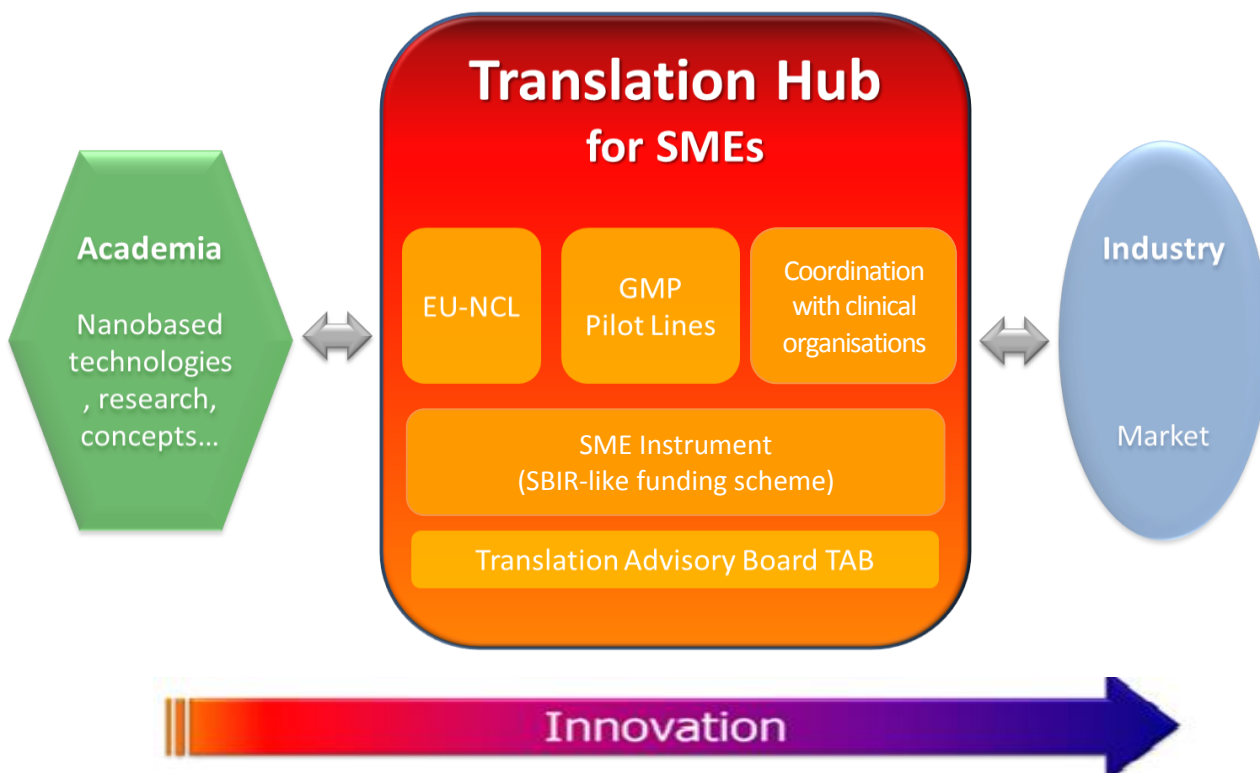 Translation Hub
for SMEs
Academia
Nanobased
technologies
, research,
concepts...
EU-NCL
GMP
Pilot Lines
Coordination
with clinical
organisations
SME Instrument
(SBIR-like funding scheme)
Translation Advisory Board TAB
Industry
Market
Innovation